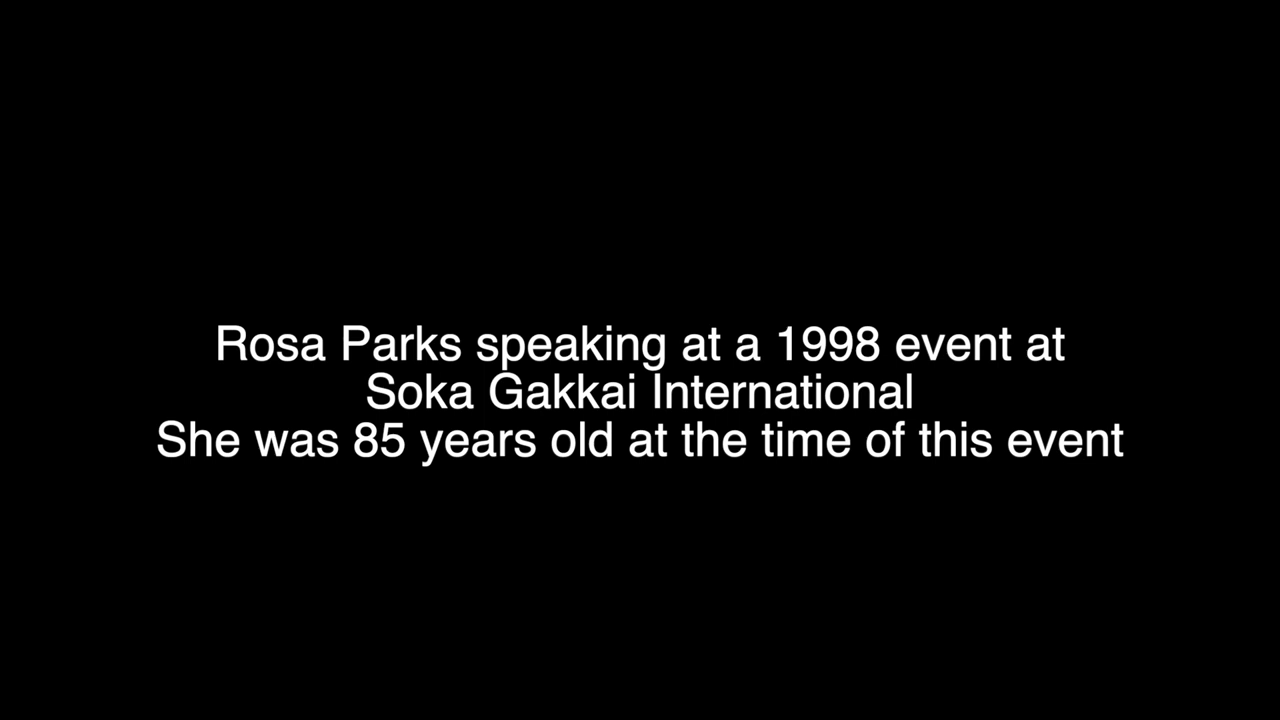 Rosa Parks speaking at a 1998 event at
Soka Gakkai International
She was 85 years old at the time of this event